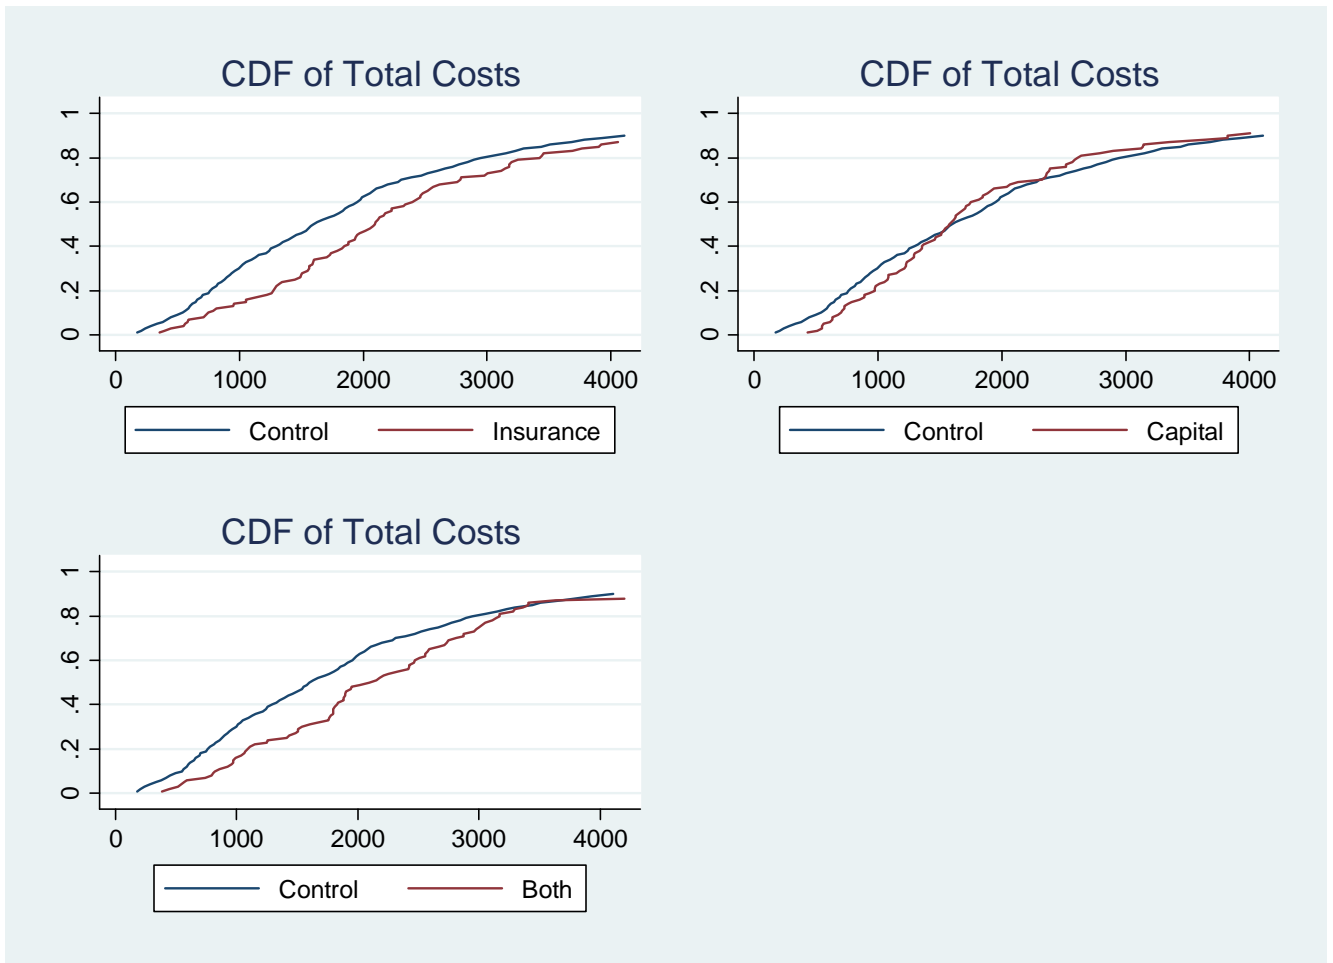 CDF of Total Costs
1
.8
.6
.4
.2
0
0 1000 2000 3000 4000
Control Insurance
CDF of Total Costs
1
.8
.6
.4
.2
0
0 1000 2000 3000 4000
Control Capital
CDF of Total Costs
1
.8
.6
.4
.2
0
0 1000 2000 3000 4000
Control Both